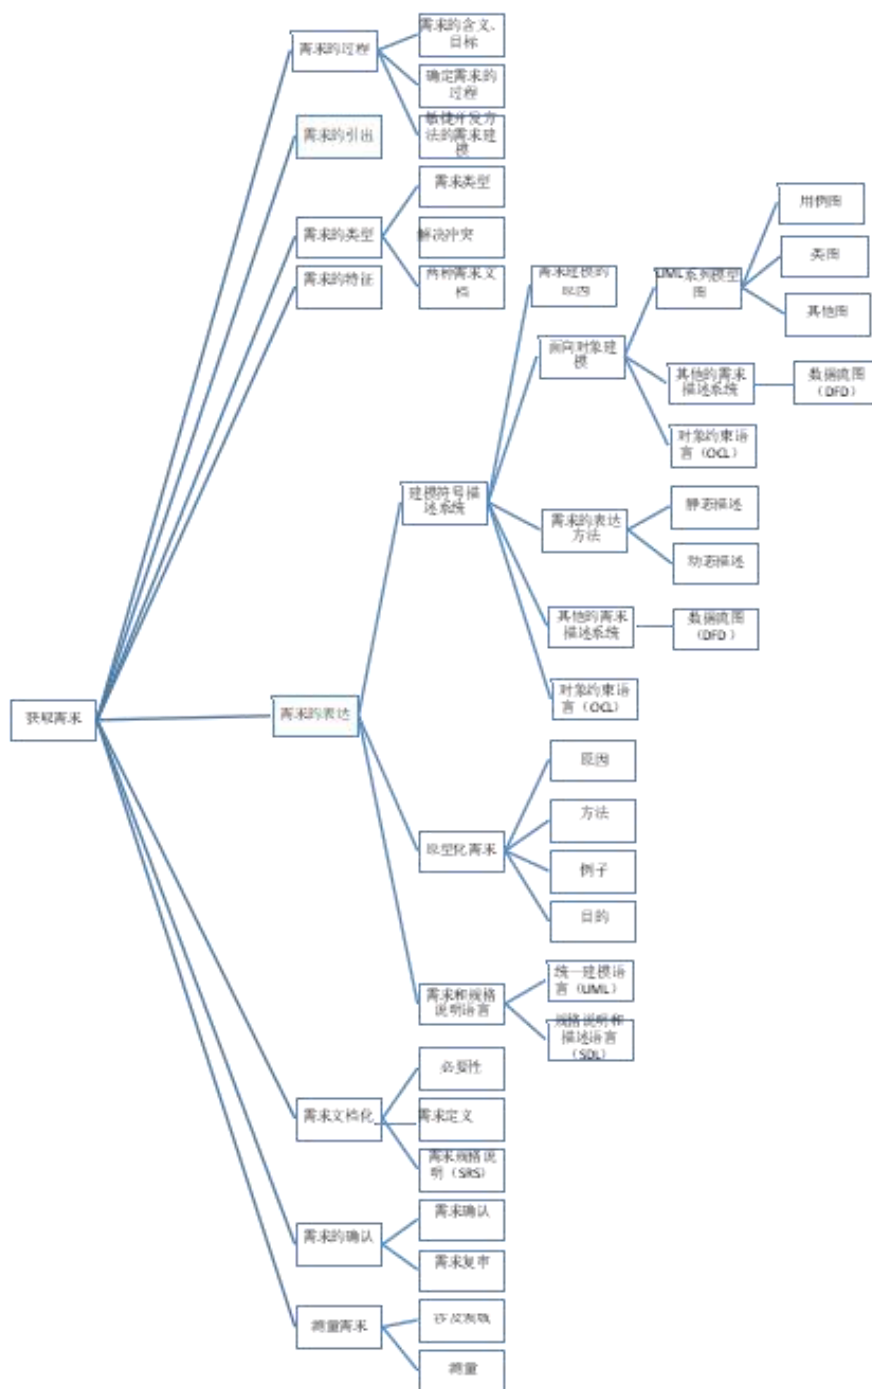 需求的过程
需求的含义、
目标
确定需求的
过程
敏捷开发方
法的需求建
模
需求的引出
需求的类型
需求类型
解决冲突
两种需求文
档
需求的特征
获取需求
需求的表达
建模符号描
述系统
需求建模的
原因
面向对象建
模
UML系列模型
图
用例图
类图
其他图
其他的需求
描述系统
数据流图
（DFD）
对象约束语
言（OCL）
需求的表达
方法
静态描述
动态描述
其他的需求
描述系统
数据流图
（DFD）
对象约束语
言（OCL）
原型化需求
原因
方法
例子
目的
需求和规格
说明语言
统一建模语
言（UML）
规格说明和
描述语言
（SDL）
需求文档化
必要性
需求定义
需求规格说
明（SRS）
需求的确认
需求确认
需求复审
测量需求
测量